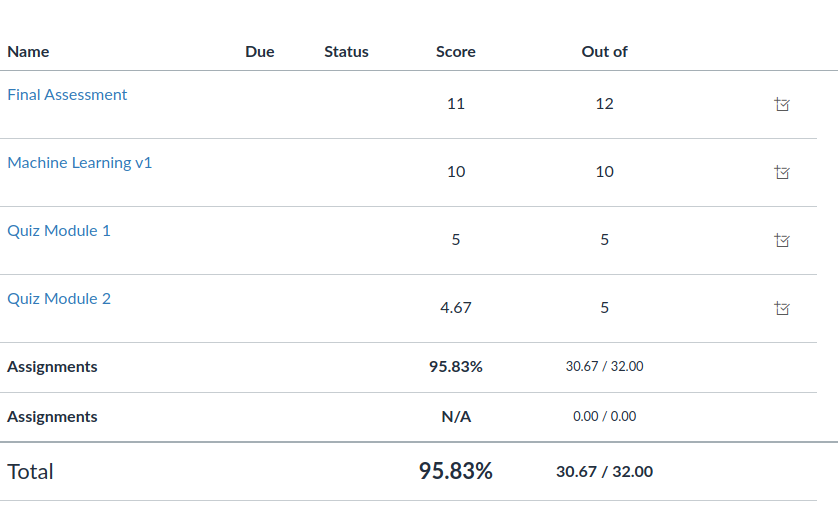 Name Due Status Score Out of
Final Assessment 11 12
Machine Learning v1 10 10
Quiz Module 1 5 5
Quiz Module 2 4.67 5
Assignments 95.83% 30.67 / 32.00
Assignments N/A 0.00 / 0.00
Total 95.83% 30.67 / 32.00